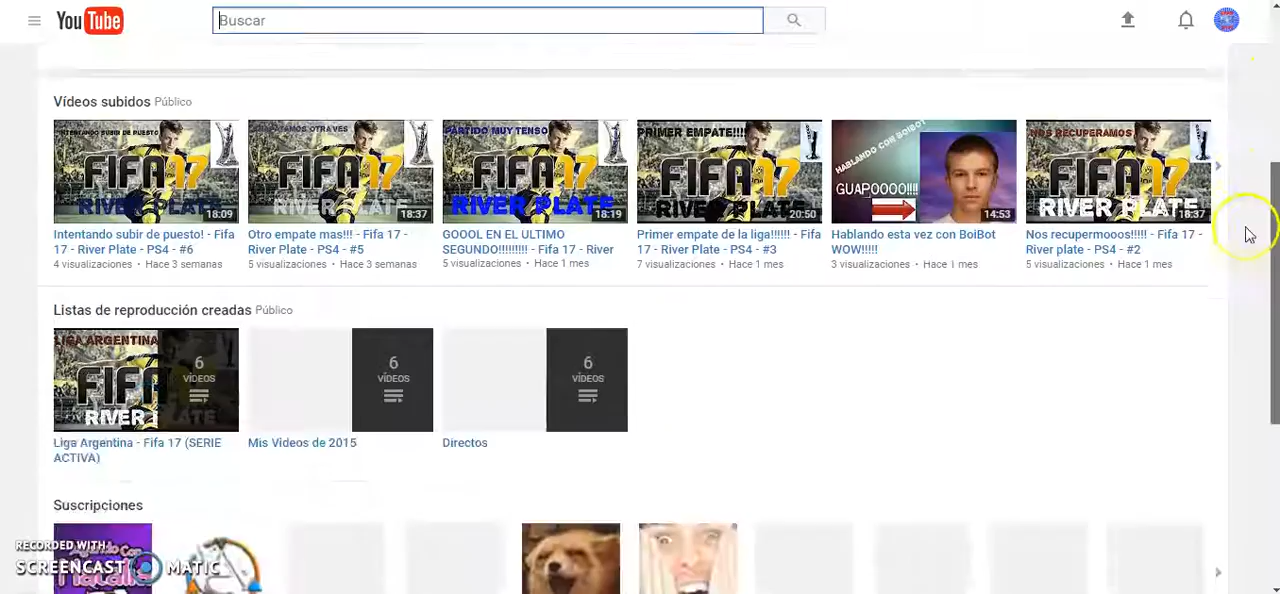 YouTube
Buscar
Vídeos subidos Público
INTENTANDO SUBIR DE PUESTO
FIFA 17
RIVER PLATE
18:09
FIFA 17
RIVER PLATE
18:37
PARTIDO MUY TENSO
FIFA 17
RIVER PLATE
18:19
PRIMER EMPATE!!!!
FIFA 17
RIVER PLATE
20:50
HABLANDO CON BOIBOT
GUAPOOOO!!!!
14:53
NOS RECUPERAMOS
FIFA 17
RIVER PLATE
18:37
Intentando subir de puesto! - Fifa
17 - River Plate - PS4 - #6
4 visualizaciones • Hace 3 semanas
Otro empate mas!!! - Fifa 17 -
River plate - PS4 - #5
5 visualizaciones • Hace 3 semanas
GOOOL EN EL ULTIMO
SEGUNDO!!!!!!!!! - Fifa 17 - River
5 visualizaciones • Hace 1 mes
Primer empate de la liga!!!!!! - Fifa
17 - River Plate - PS4 - #3
7 visualizaciones • Hace 1 mes
Hablando esta vez con BoiBot
WOW!!!!!
3 visualizaciones • Hace 1 mes
Nos recupermooos!!!!! - Fifa 17 -
River plate - PS4 - #2
5 visualizaciones • Hace 1 mes
Listas de reproducción creadas Público
LIGA ARGENTINA
FIFA
RIVER PLATE
6
VÍDEOS
6
VÍDEOS
6
VÍDEOS
Liga Argentina - Fifa 17 (SERIE
ACTIVA)
Mis Videos de 2015
Directos
Suscripciones
RECORDED WITH
SCREENCAST MATIC